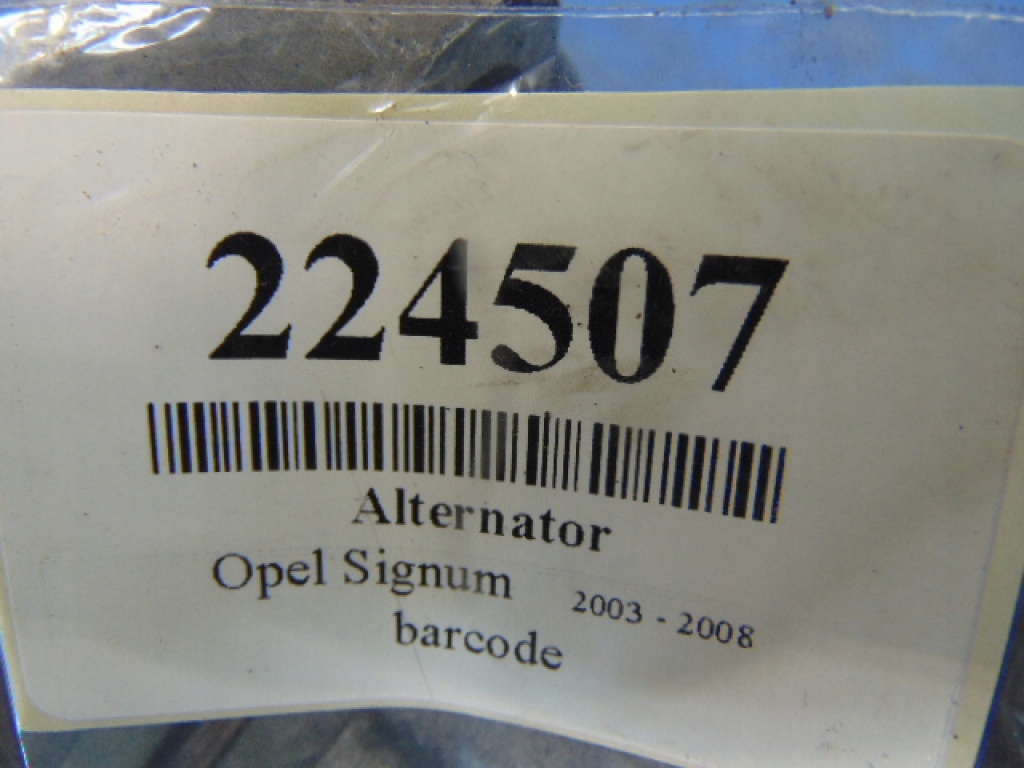 224507
Alternator
Opel Signum 2003 - 2008
barcode